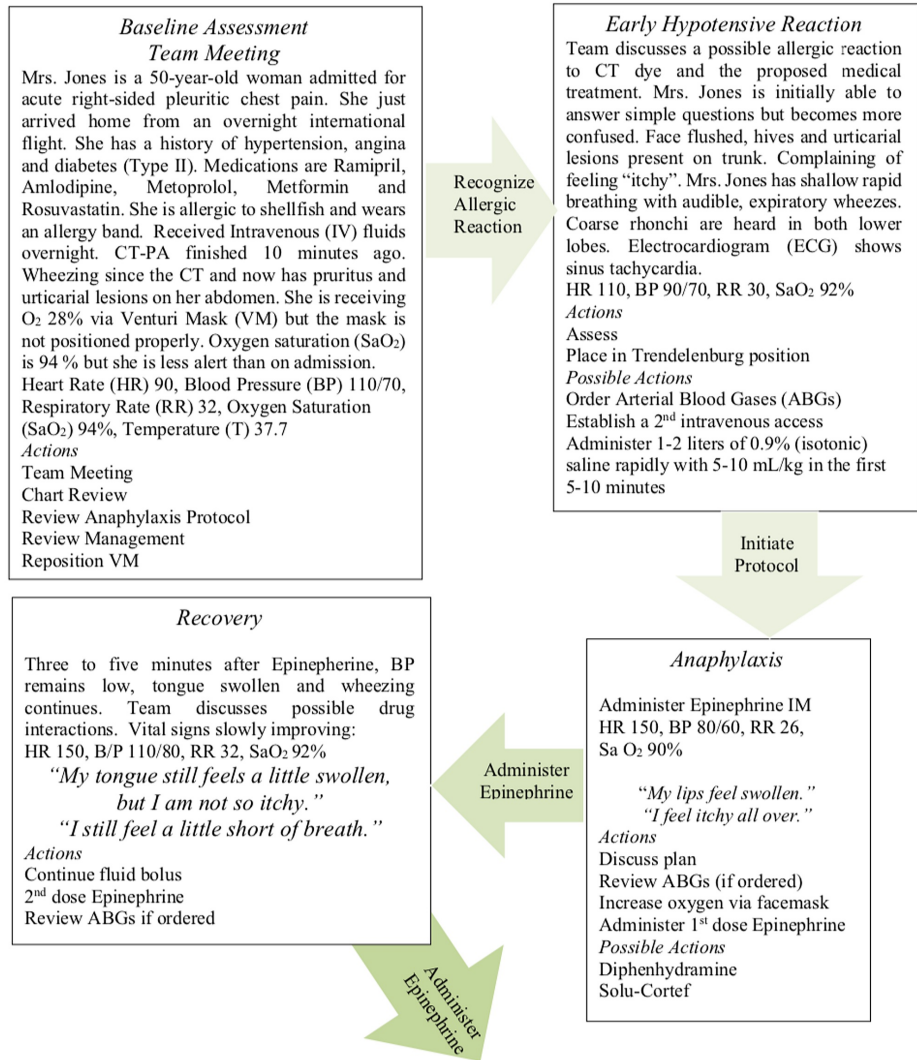 Baseline Assessment
Team Meeting
Mrs. Jones is a 50-year-old woman admitted for
acute right-sided pleuritic chest pain. She just
arrived home from an overnight international
flight. She has a history of hypertension, angina
and diabetes (Type II). Medications are Ramipril,
Amlodipine, Metoprolol, Metformin and
Rosuvastatin. She is allergic to shellfish and wears
an allergy band. Received Intravenous (IV) fluids
overnight. CT-PA finished 10 minutes ago.
Wheezing since the CT and now has pruritus and
urticarial lesions on her abdomen. She is receiving
O₂ 28% via Venturi Mask (VM) but the mask is
not positioned properly. Oxygen saturation (SaO₂)
is 94 % but she is less alert than on admission.
Heart Rate (HR) 90, Blood Pressure (BP) 110/70,
Respiratory Rate (RR) 32, Oxygen Saturation
(SaO₂) 94%, Temperature (T) 37.7
Actions
Team Meeting
Chart Review
Review Anaphylaxis Protocol
Review Management
Reposition VM
Recognize
Allergic
Reaction
Early Hypotensive Reaction
Team discusses a possible allergic reaction
to CT dye and the proposed medical
treatment. Mrs. Jones is initially able to
answer simple questions but becomes more
confused. Face flushed, hives and urticarial
lesions present on trunk. Complaining of
feeling “itchy”. Mrs. Jones has shallow rapid
breathing with audible, expiratory wheezes.
Coarse rhonchi are heard in both lower
lobes. Electrocardiogram (ECG) shows
sinus tachycardia.
HR 110, BP 90/70, RR 30, SaO₂ 92%
Actions
Assess
Place in Trendelenburg position
Possible Actions
Order Arterial Blood Gases (ABGs)
Establish a 2nd intravenous access
Administer 1-2 liters of 0.9% (isotonic)
saline rapidly with 5-10 mL/kg in the first
5-10 minutes
Initiate
Protocol
Anaphylaxis
Administer Epinephrine IM
HR 150, BP 80/60, RR 26,
Sa O₂ 90%
“My lips feel swollen.”
“I feel itchy all over.”
Actions
Discuss plan
Review ABGs (if ordered)
Increase oxygen via facemask
Administer 1st dose Epinephrine
Possible Actions
Diphenhydramine
Solu-Cortef
Administer
Epinephrine
Recovery
Three to five minutes after Epinepherine, BP
remains low, tongue swollen and wheezing
continues. Team discusses possible drug
interactions. Vital signs slowly improving:
HR 150, B/P 110/80, RR 32, SaO₂ 92%
“My tongue still feels a little swollen,
but I am not so itchy.”
“I still feel a little short of breath.”
Actions
Continue fluid bolus
2nd dose Epinephrine
Review ABGs if ordered
Administer
Epinephrine